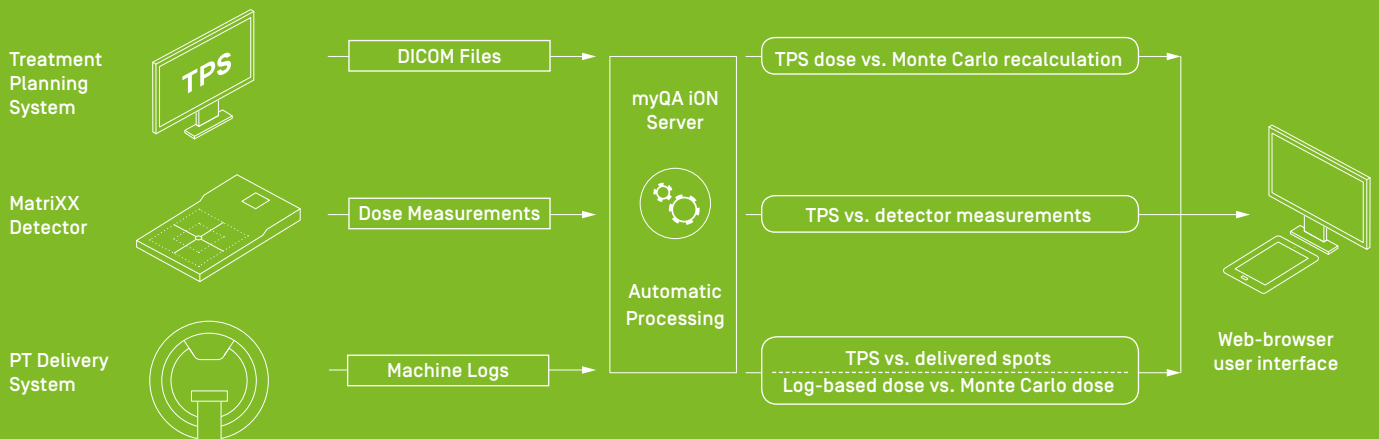 Treatment
Planning
System
TPS
DICOM Files
myQA iON
Server
TPS dose vs. Monte Carlo recalculation
MatriXX
Detector
Dose Measurements
TPS vs. detector measurements
Automatic
Processing
PT Delivery
System
Machine Logs
TPS vs. delivered spots
Log-based dose vs. Monte Carlo dose
Web-browser
user interface